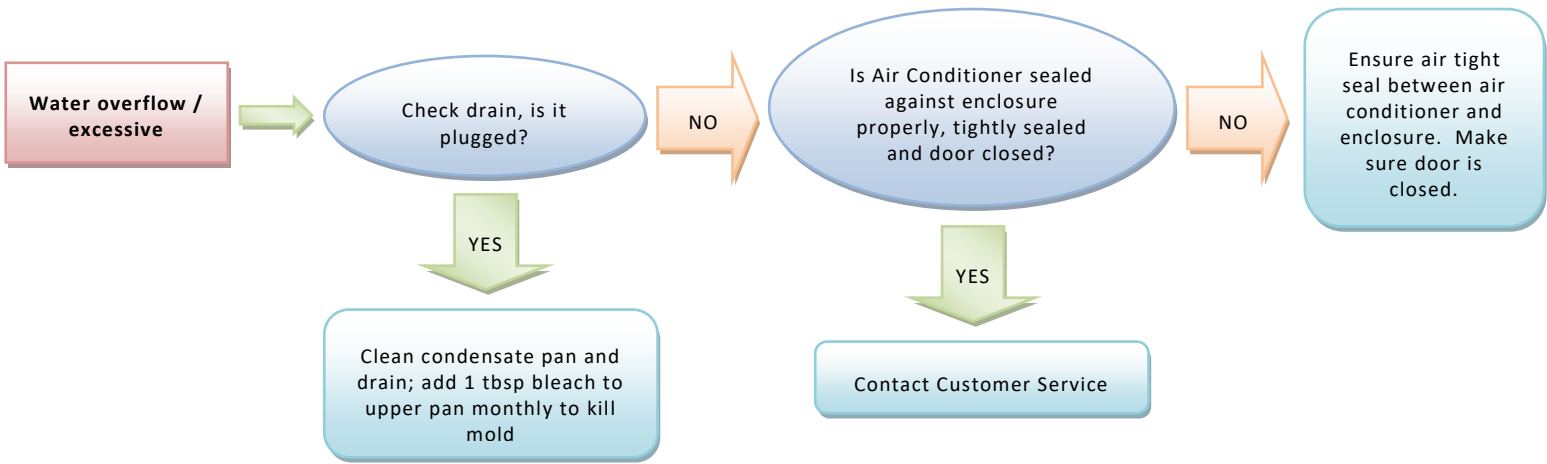 Water overflow /
excessive
Check drain, is it
plugged?
NO
Is Air Conditioner sealed
against enclosure
properly, tightly sealed
and door closed?
NO
Ensure air tight
seal between air
conditioner and
enclosure.  Make
sure door is
closed.
YES
Clean condensate pan and
drain; add 1 tbsp bleach to
upper pan monthly to kill
mold
YES
Contact Customer Service